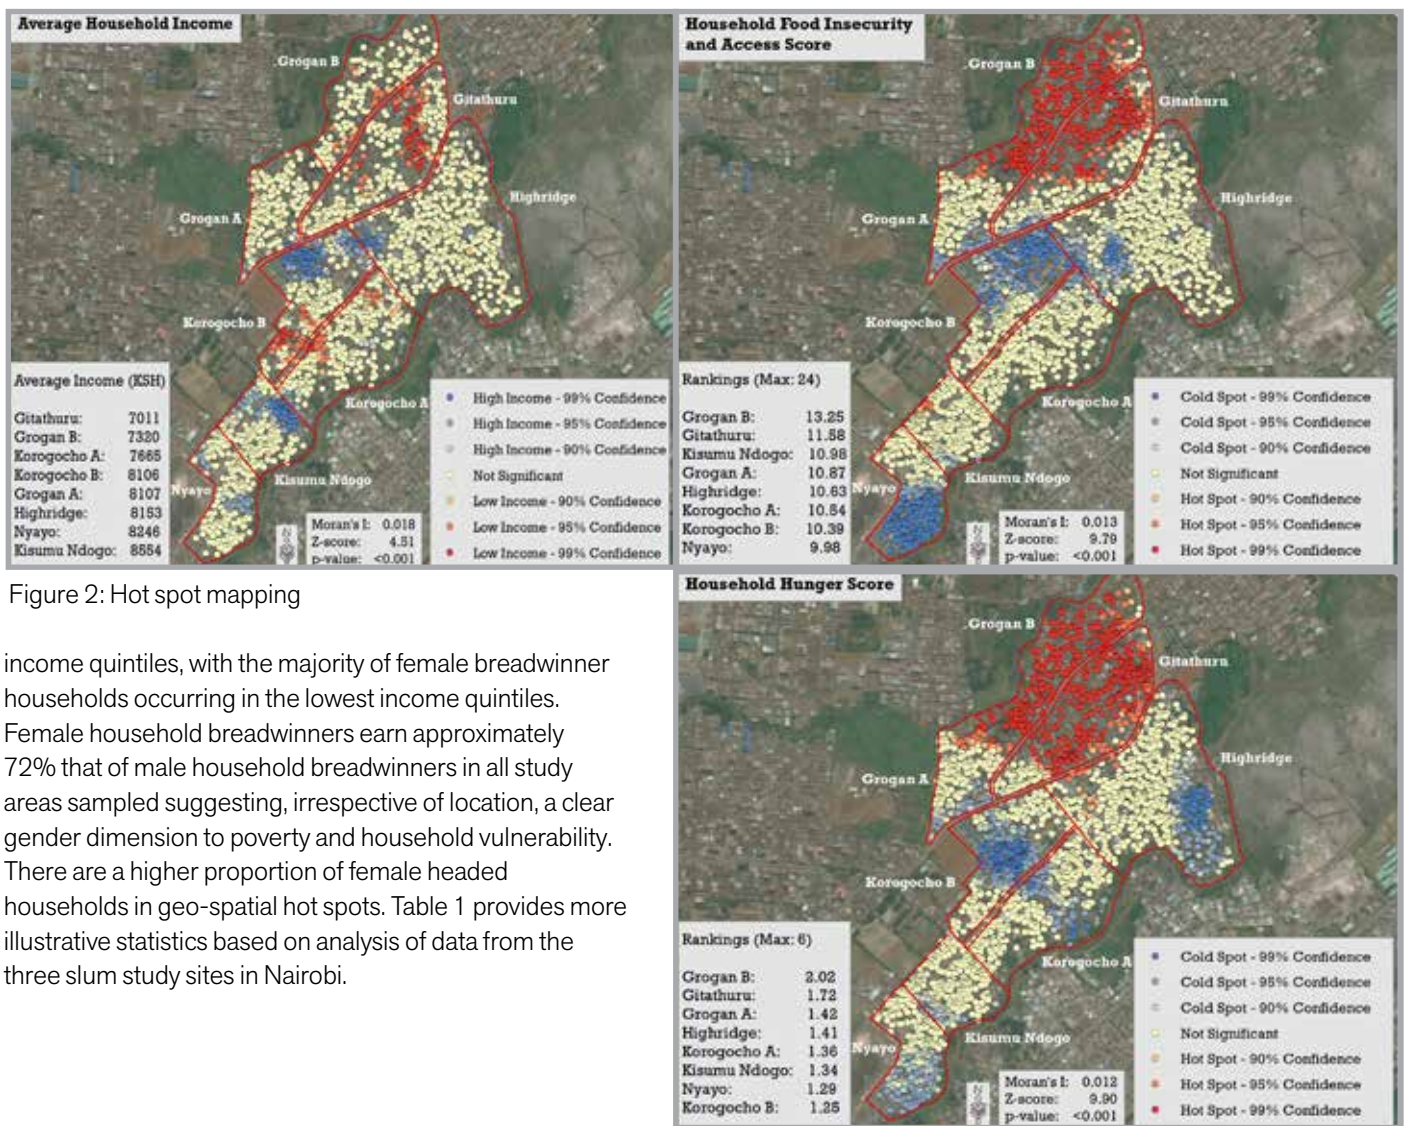 Average Household Income
Grogan B
Gitathuru
Highridge
Grogan A
Korogocho B
Korogocho A
Kisumu Ndogo
Nyayo
Average Income (KSH)
Gitathuru: 7011
Grogan B: 7320
Korogocho A: 7665
Korogocho B: 8106
Grogan A: 8107
Highridge: 8153
Nyayo: 8246
Kisumu Ndogo: 8554
High Income - 99% Confidence
High Income - 95% Confidence
High Income - 90% Confidence
Not Significant
Low Income - 90% Confidence
Low Income - 95% Confidence
Low Income - 99% Confidence
Moran's I: 0.018
Z-score: 4.51
p-value: <0.001
Household Food Insecurity
and Access Score
Grogan B
Gitathuru
Highridge
Grogan A
Korogocho B
Korogocho A
Kisumu Ndogo
Nyayo
Rankings (Max: 24)
Grogan B: 13.25
Gitathuru: 11.58
Kisumu Ndogo: 10.98
Grogan A: 10.87
Highridge: 10.63
Korogocho A: 10.54
Korogocho B: 10.39
Nyayo: 9.98
Cold Spot - 99% Confidence
Cold Spot - 95% Confidence
Cold Spot - 90% Confidence
Not Significant
Hot Spot - 90% Confidence
Hot Spot - 95% Confidence
Hot Spot - 99% Confidence
Moran's I: 0.013
Z-score: 9.79
p-value: <0.001
Figure 2: Hot spot mapping
income quintiles, with the majority of female breadwinner
households occurring in the lowest income quintiles.
Female household breadwinners earn approximately
72% that of male household breadwinners in all study
areas sampled suggesting, irrespective of location, a clear
gender dimension to poverty and household vulnerability.
There are a higher proportion of female headed
households in geo-spatial hot spots. Table 1 provides more
illustrative statistics based on analysis of data from the
three slum study sites in Nairobi.
Household Hunger Score
Grogan B
Gitathuru
Highridge
Grogan A
Korogocho B
Korogocho A
Kisumu Ndogo
Nyayo
Rankings (Max: 6)
Grogan B: 2.02
Gitathuru: 1.72
Grogan A: 1.42
Highridge: 1.41
Korogocho A: 1.36
Kisumu Ndogo: 1.34
Nyayo: 1.29
Korogocho B: 1.25
Cold Spot - 99% Confidence
Cold Spot - 95% Confidence
Cold Spot - 90% Confidence
Not Significant
Hot Spot - 90% Confidence
Hot Spot - 95% Confidence
Hot Spot - 99% Confidence
Moran's I: 0.012
Z-score: 9.90
p-value: <0.001